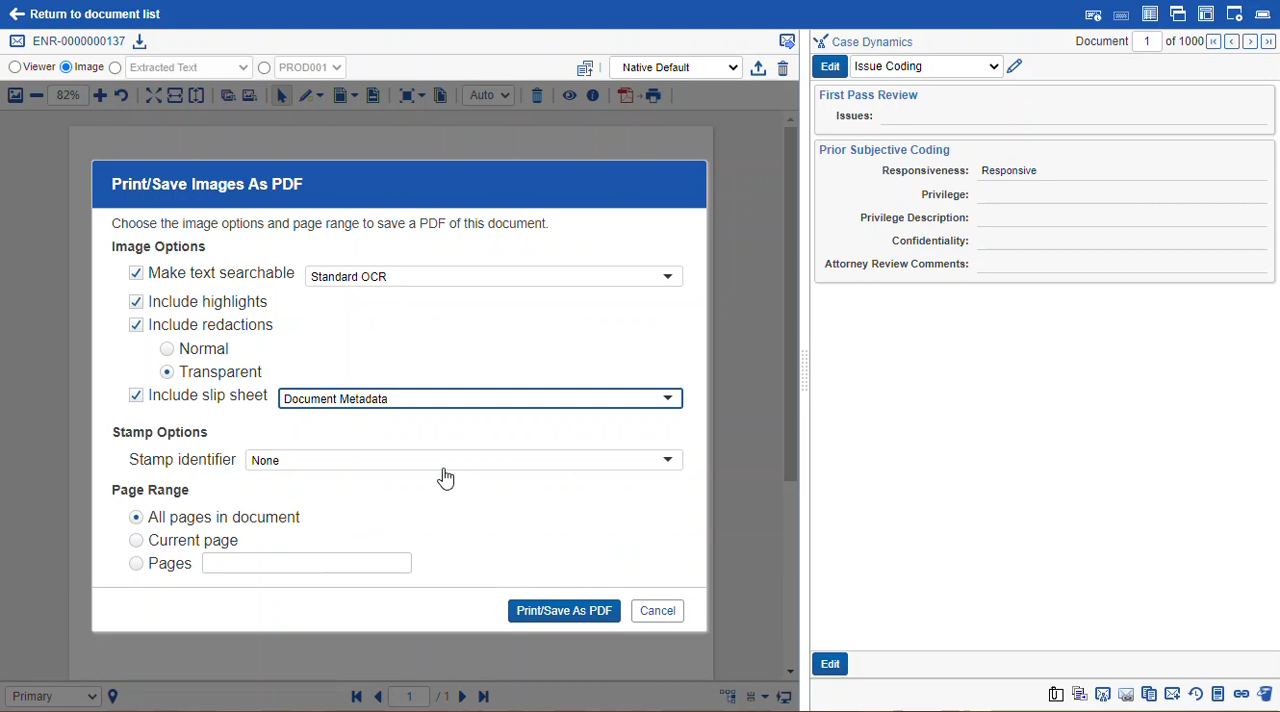 Return to document list
ENR-0000000137
Case Dynamics
Document 1 of 1000
Viewer Image Extracted Text PROD001 Native Default
Edit Issue Coding
82% Auto
First Pass Review
Issues:
Prior Subjective Coding
Responsiveness: Responsive
Privilege:
Privilege Description:
Confidentiality:
Attorney Review Comments:
Print/Save Images As PDF
Choose the image options and page range to save a PDF of this document.
Image Options
Make text searchable Standard OCR
Include highlights
Include redactions
Normal
Transparent
Include slip sheet Document Metadata
Stamp Options
Stamp identifier None
Page Range
All pages in document
Current page
Pages
Print/Save As PDF Cancel
Edit
Primary 1 / 1